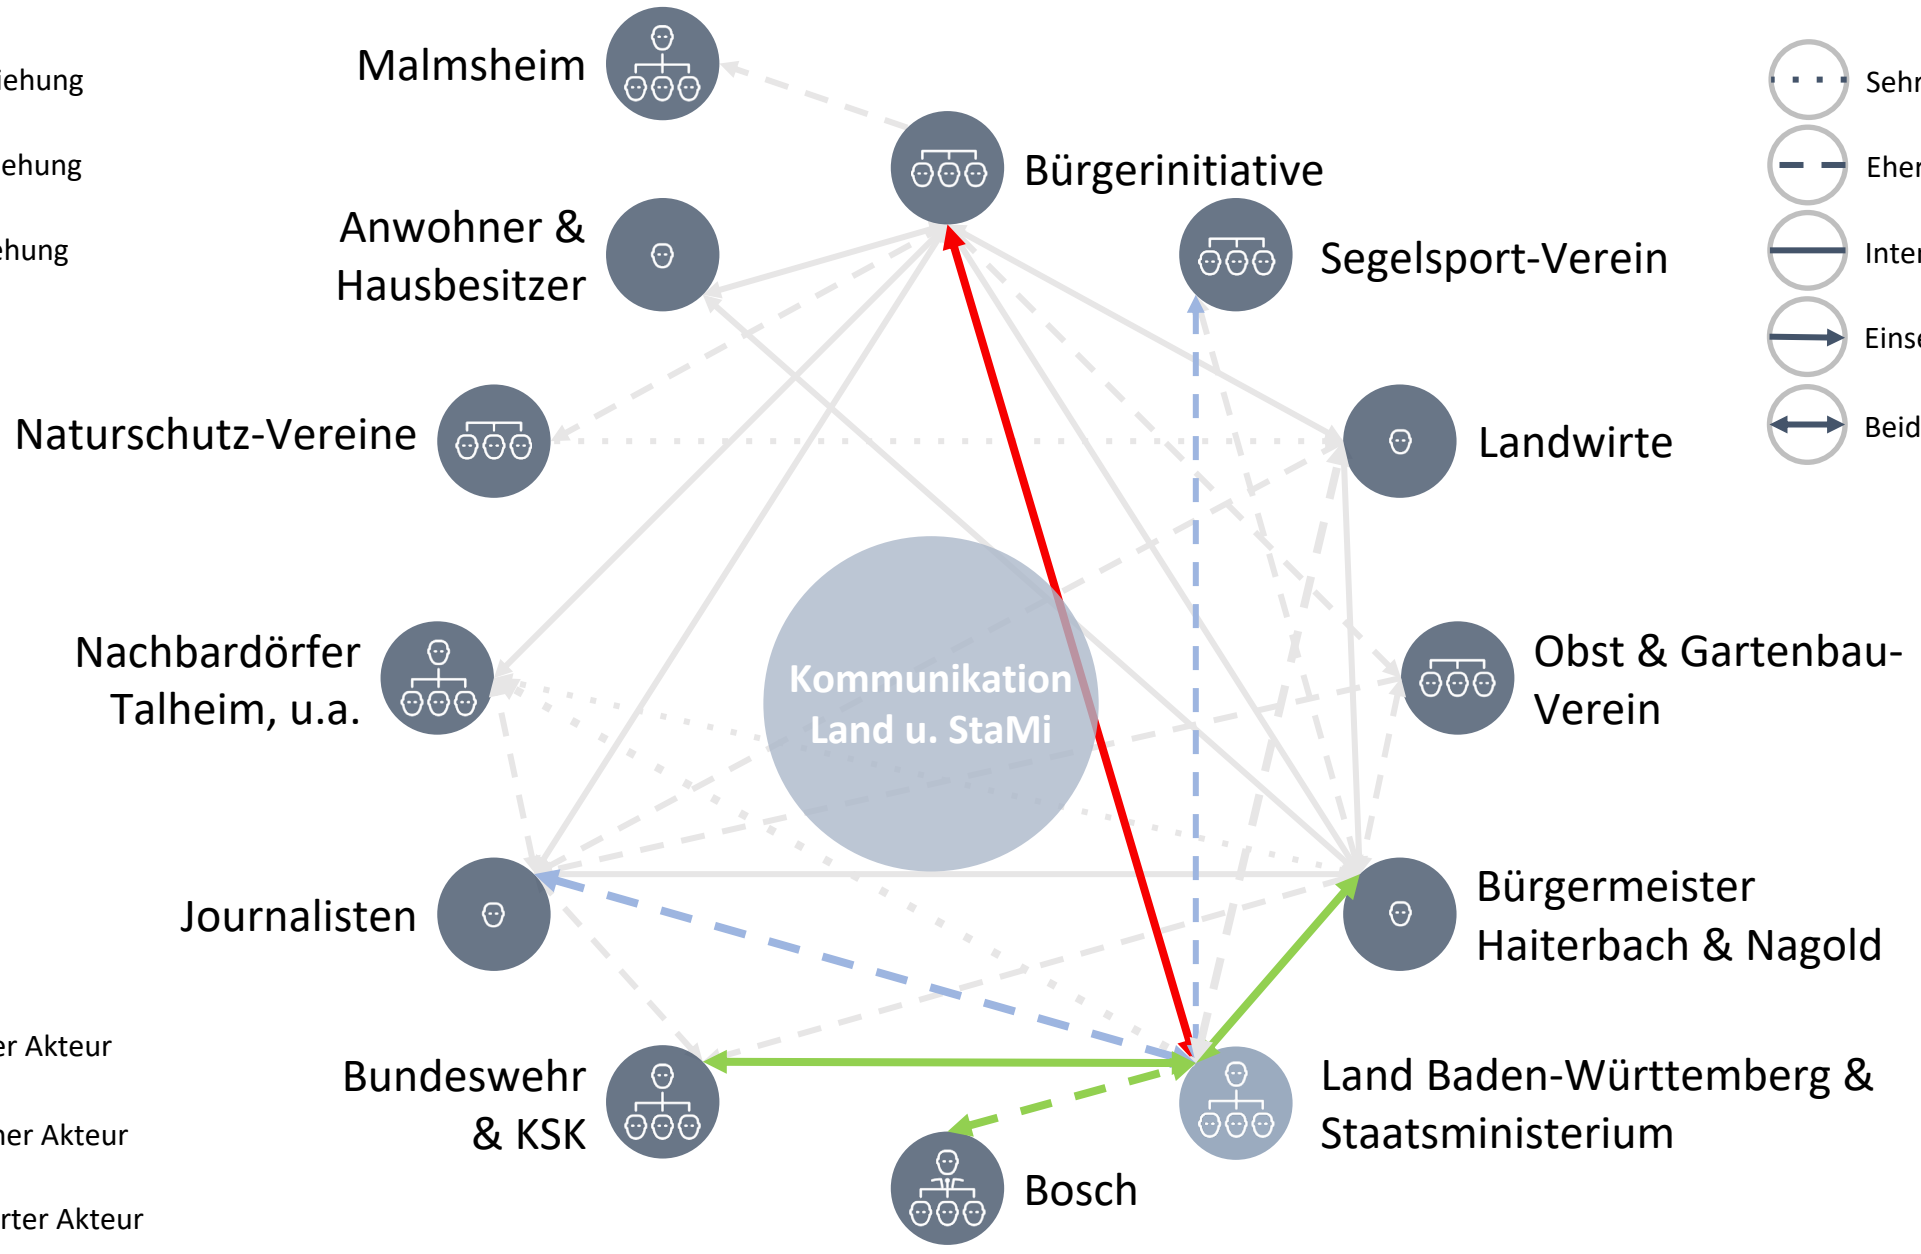 iehung
ehung
ehung
Malmsheim
Bürgerinitiative
Anwohner &
Hausbesitzer
Segelsport-Verein
Naturschutz-Vereine
Landwirte
Nachbardörfer
Talheim, u.a.
Kommunikation
Land u. StaMi
Obst & Gartenbau-
Verein
Journalisten
Bürgermeister
Haiterbach & Nagold
Bundeswehr
& KSK
Land Baden-Württemberg &
Staatsministerium
Bosch
Sehr
Eher
Inter
Einse
Beid
er Akteur
ner Akteur
rter Akteur